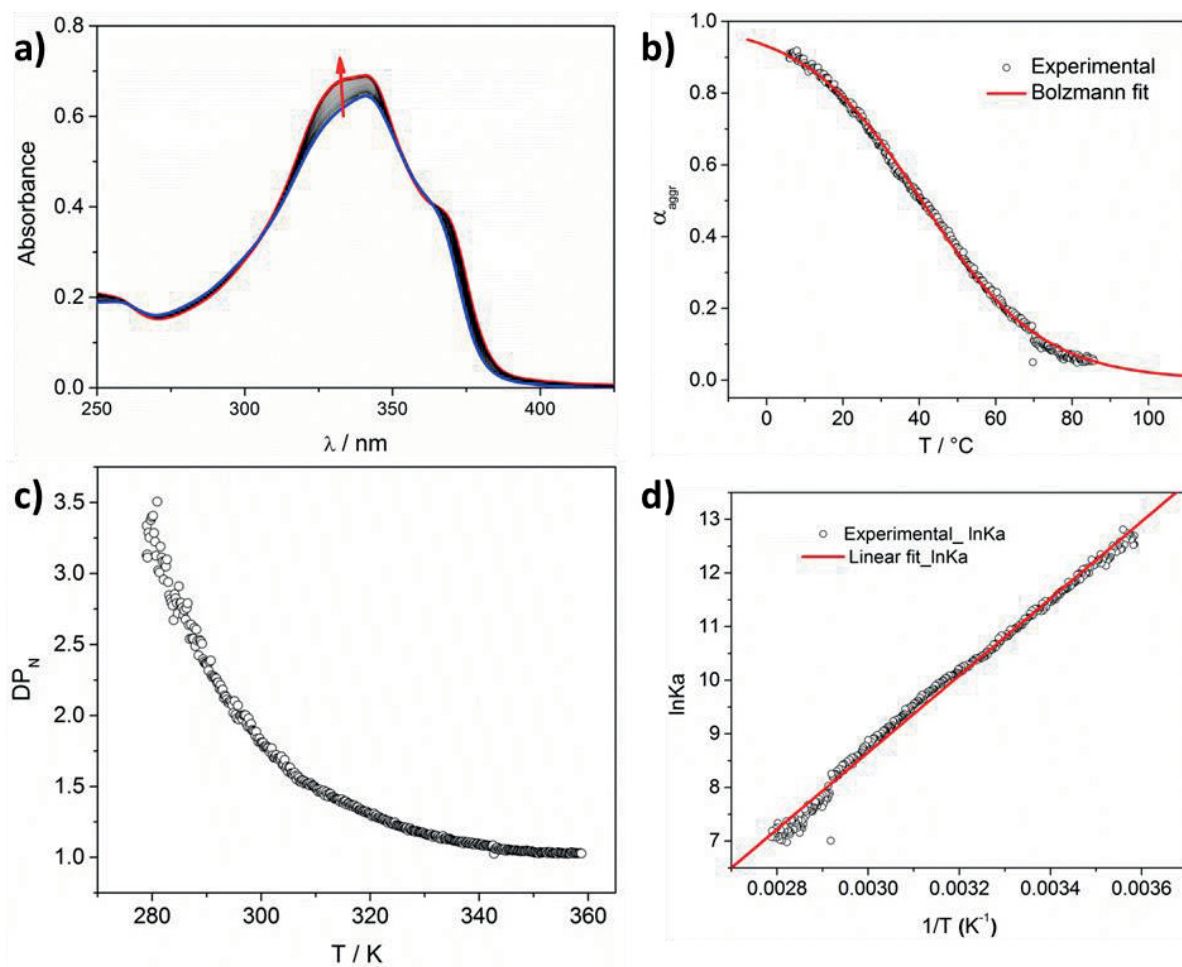 a)
0.8
0.6
0.4
0.2
0.0
Absorbance
250
300
350
400
λ / nm
b)
1.0
0.8
0.6
0.4
0.2
0.0
α_aggr
Experimental
Bolzmann fit
0
20
40
60
80
100
T / °C
c)
3.5
3.0
2.5
2.0
1.5
1.0
DP_N
280
300
320
340
360
T / K
d)
13
12
11
10
9
8
7
lnKa
Experimental_ lnKa
Linear fit_lnKa
0.0028
0.0030
0.0032
0.0034
0.0036
1/T (K⁻¹)